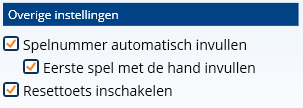 Overige instellingen
Spelnummer automatisch invullen
Eerste spel met de hand invullen
Resettoets inschakelen